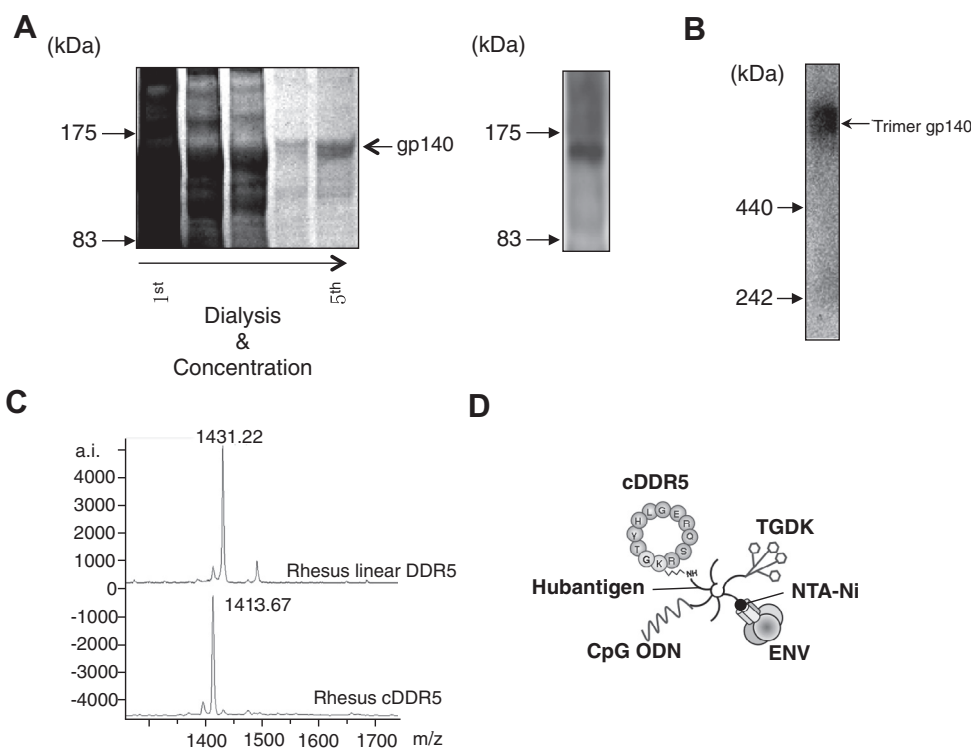 A
(kDa)
175
83
gp140
1st
5th
Dialysis
&
Concentration
(kDa)
175
83
B
(kDa)
Trimer gp140
440
242
C
a.i.
1431.22
4000
3000
2000
1000
0
Rhesus linear DDR5
0
-1000
-2000
-3000
-4000
1413.67
Rhesus cDDR5
1400 1500 1600 1700 m/z
D
cDDR5
H L G E R Q S R K G T Y
NH
TGDK
Hubantigen
NTA-Ni
CpG ODN
ENV